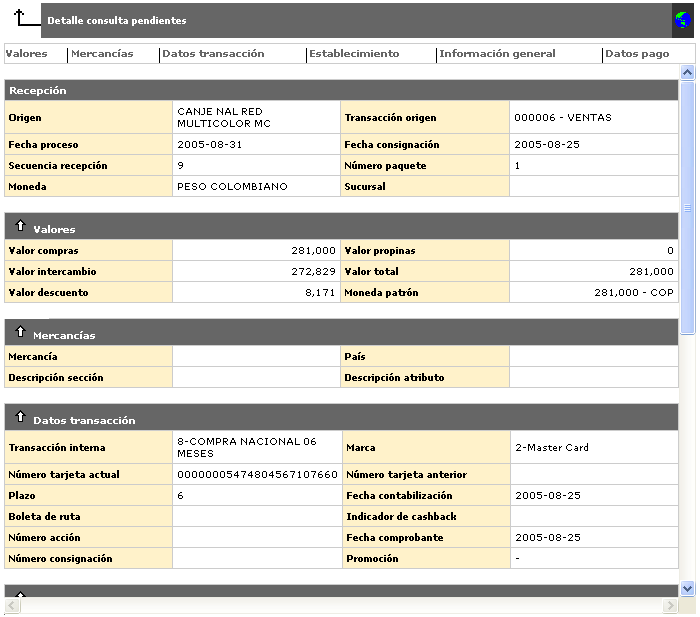 Detalle consulta pendientes
Valores Mercancías Datos transacción Establecimiento Información general Datos pago
Recepción
Origen CANJE NAL RED MULTICOLOR MC Transacción origen 000006 - VENTAS
Fecha proceso 2005-08-31 Fecha consignación 2005-08-25
Secuencia recepción 9 Número paquete 1
Moneda PESO COLOMBIANO Sucursal
Valores
Valor compras 281,000 Valor propinas 0
Valor intercambio 272,829 Valor total 281,000
Valor descuento 8,171 Moneda patrón 281,000 - COP
Mercancías
Mercancía País
Descripción sección Descripción atributo
Datos transacción
Transacción interna 8-COMPRA NACIONAL 06 MESES Marca 2-Master Card
Número tarjeta actual 00000005474804567107660 Número tarjeta anterior
Plazo 6 Fecha contabilización 2005-08-25
Boleta de ruta Indicador de cashback
Número acción Fecha comprobante 2005-08-25
Número consignación Promoción -